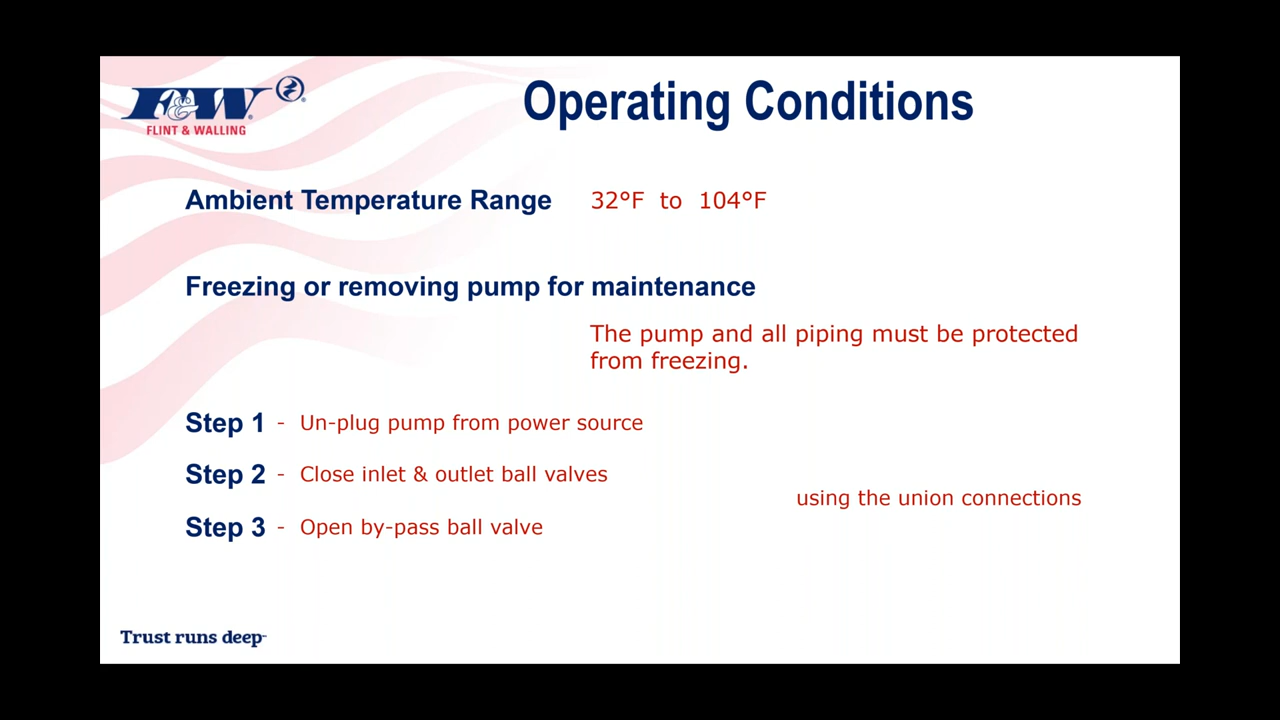 F&W
FLINT & WALLING
Operating Conditions
Ambient Temperature Range 32°F to 104°F
Freezing or removing pump for maintenance
The pump and all piping must be protected
from freezing.
Step 1 - Un-plug pump from power source
Step 2 - Close inlet & outlet ball valves
using the union connections
Step 3 - Open by-pass ball valve
Trust runs deep